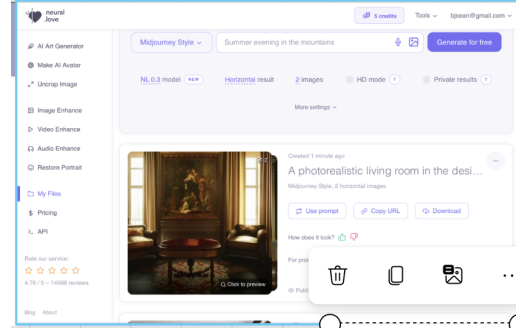 neural
.love
5 credits
Tools
bjsean@gmail.com
AI Art Generator
Make AI Avatar
Uncrop Image
Image Enhance
Video Enhance
Audio Enhance
Restore Portrait
My Files
Pricing
API
Rate our service:
4.76 / 5 – 14568 reviews
Blog About
Midjourney Style
Summer evening in the mountains
Generate for free
NL 0.3 model NEW
Horizontal result
2 images
HD mode ?
Private results ?
More settings
Created 1 minute ago
A photorealistic living room in the desi...
Midjourney Style, 2 horizontal images
Use prompt
Copy URL
Download
How does it look?
For
Click to preview